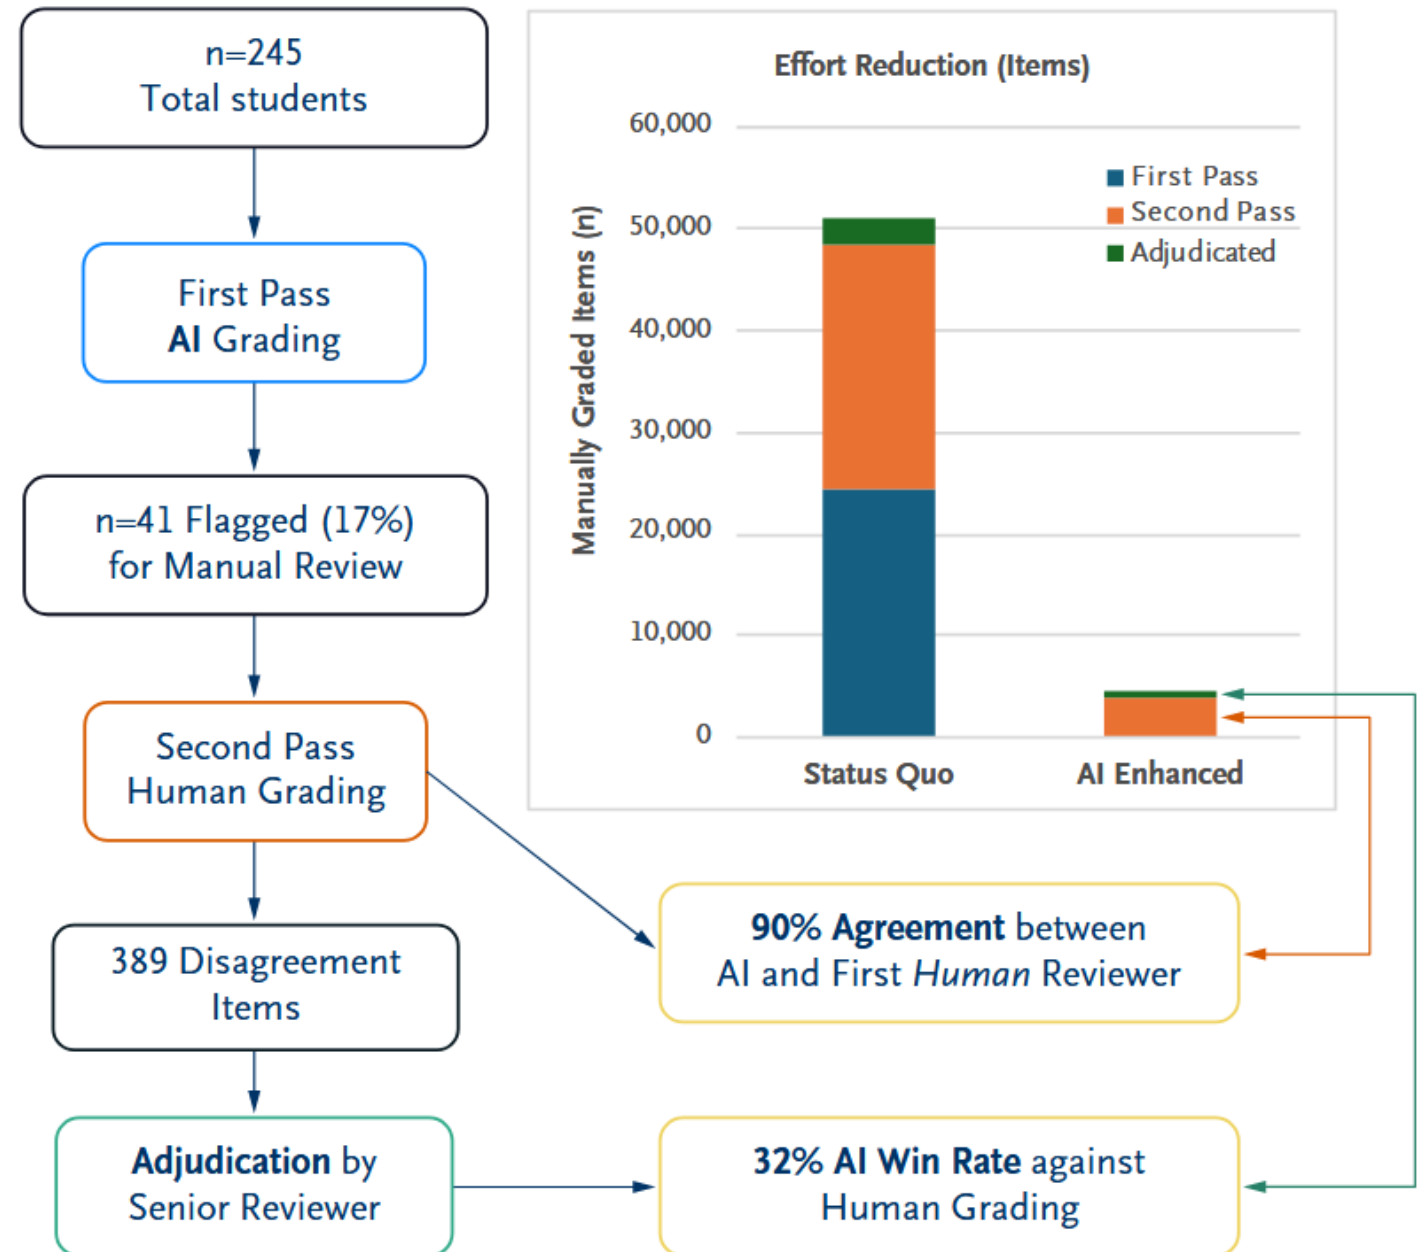 n=245
Total students
First Pass
AI Grading
n=41 Flagged (17%)
for Manual Review
Second Pass
Human Grading
389 Disagreement
Items
Adjudication by
Senior Reviewer
Effort Reduction (Items)
Manually Graded Items (n)
60,000
50,000
40,000
30,000
20,000
10,000
0
First Pass
Second Pass
Adjudicated
Status Quo
AI Enhanced
90% Agreement between
AI and First Human Reviewer
32% AI Win Rate against
Human Grading